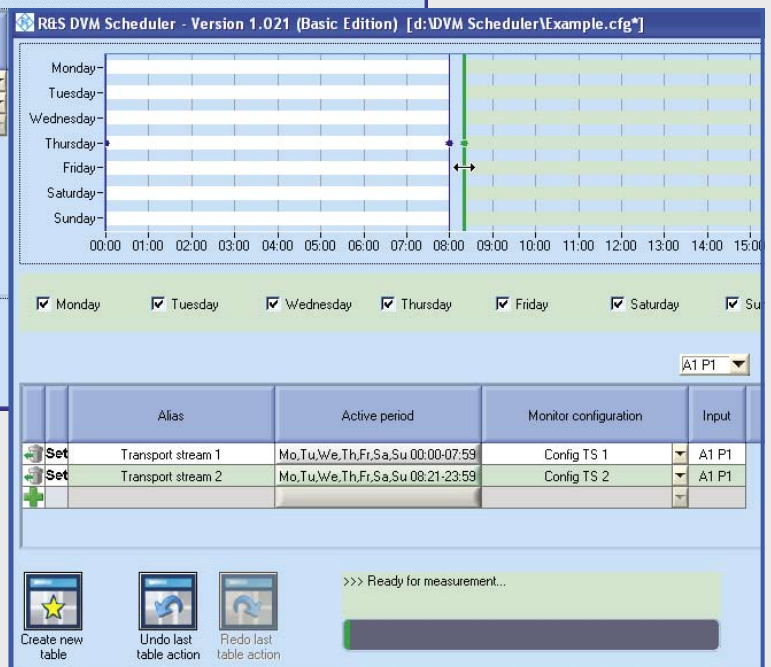 R&S DVM Scheduler - Version 1.021 (Basic Edition) [d:\DVM Scheduler\Example.cfg*]
Monday
Tuesday
Wednesday
Thursday
Friday
Saturday
Sunday
00:00 01:00 02:00 03:00 04:00 05:00 06:00 07:00 08:00 09:00 10:00 11:00 12:00 13:00 14:00 15:00
Monday Tuesday Wednesday Thursday Friday Saturday Su
A1 P1
Alias Active period Monitor configuration Input
Set Transport stream 1 Mo,Tu,We,Th,Fr,Sa,Su 00:00-07:59 Config TS 1 A1 P1
Set Transport stream 2 Mo,Tu,We,Th,Fr,Sa,Su 08:21-23:59 Config TS 2 A1 P1
>>> Ready for measurement...
Create new table
Undo last table action
Redo last table action